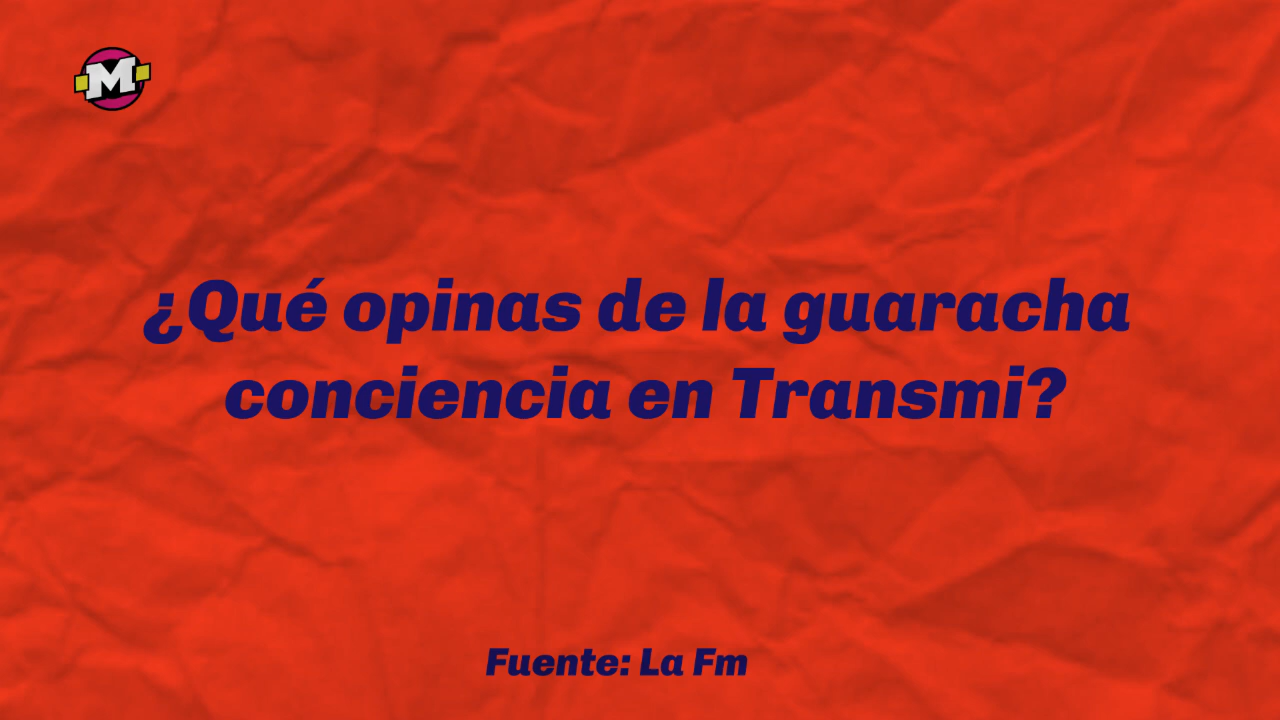 M
¿Qué opinas de la guaracha
conciencia en Transmi?
Fuente: La Fm